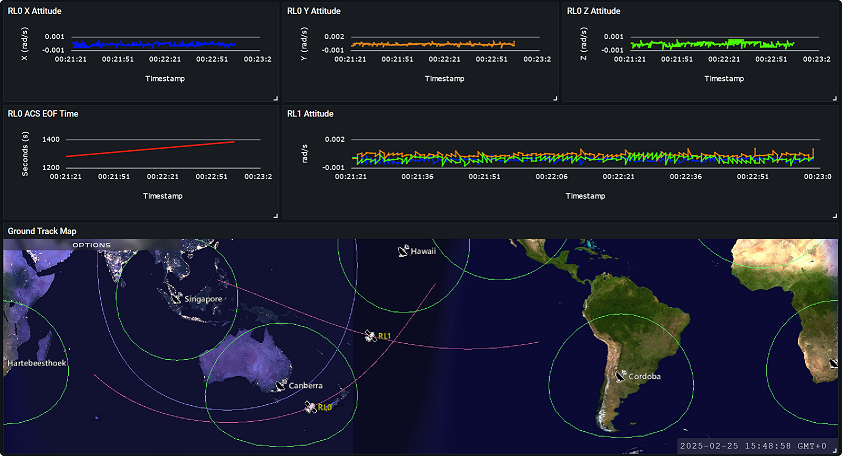 RL0 X Attitude
RL0 Y Attitude
RL0 Z Attitude
X (rad/s)
0.001
-0.001
00:21:21
00:21:51
00:22:21
00:22:51
00:23:2
Timestamp
Y (rad/s)
0.001
-0.001
00:21:21
00:21:51
00:22:21
00:22:51
00:23:2
Timestamp
Z (rad/s)
0.001
-0.001
00:21:21
00:21:51
00:22:21
00:22:51
00:23:2
Timestamp
RL0 ACS EOF Time
RL1 Attitude
Seconds (s)
1400
1200
00:21:21
00:21:51
00:22:21
00:22:51
00:23:2
Timestamp
rad/s
0.002
-0.001
00:21:21
00:21:36
00:21:51
00:22:06
00:22:21
00:22:36
00:22:51
00:23:0
Timestamp
Ground Track Map
OPTIONS
Hawaii
Singapore
RL1
Hartebeesthoek
Canberra
Cordoba
RL0
2025-02-25 15:48:58 GMT+0